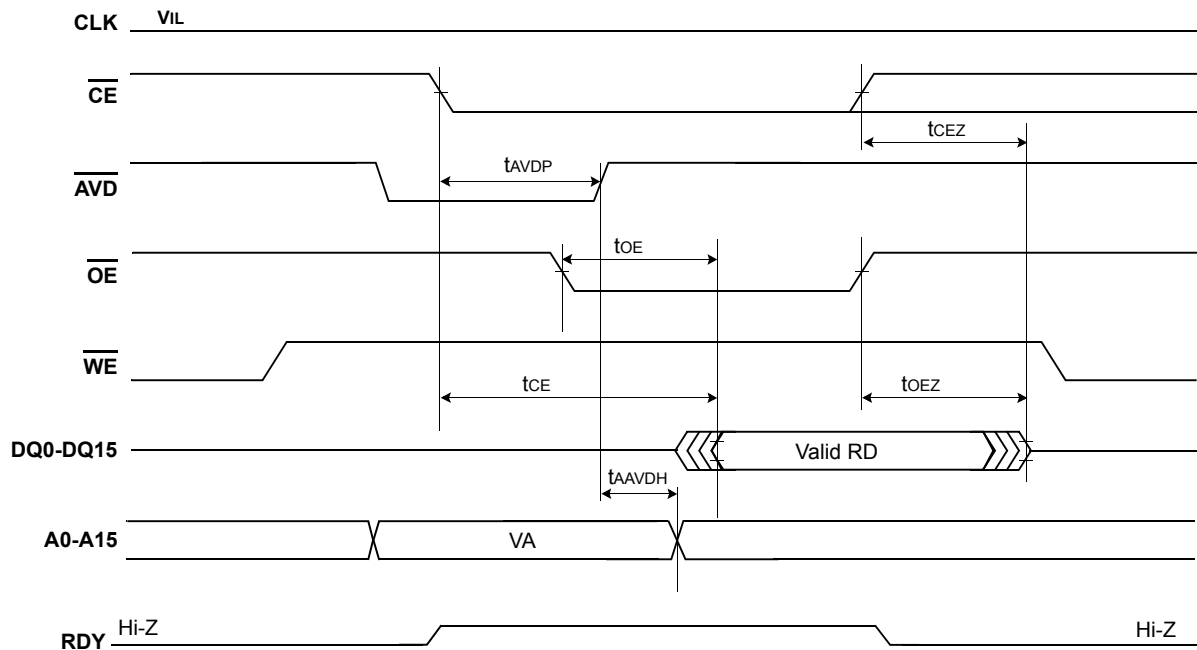 CLK VIL
CE
tCEZ
AVD
tAVDP
OE
tOE
WE
tCE
tOEZ
DQ0-DQ15
Valid RD
tAAVDH
A0-A15
VA
RDY Hi-Z Hi-Z